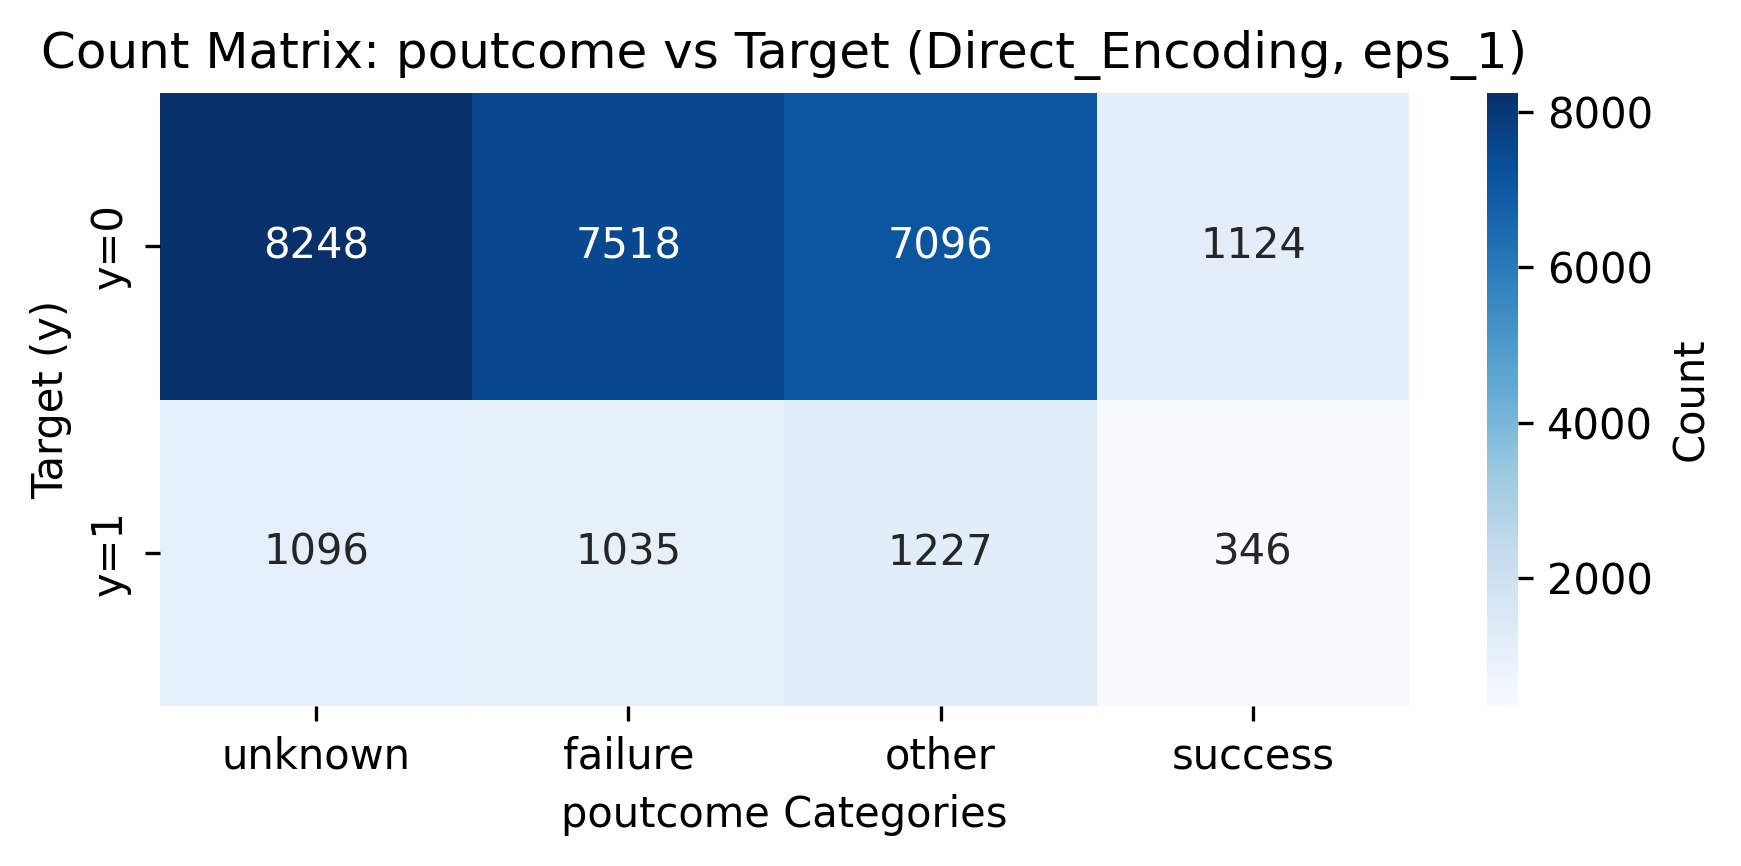 Count Matrix: poutcome vs Target (Direct_Encoding, eps_1)
Target (y)
y=0
8248 7518 7096 1124
y=1
1096 1035 1227 346
unknown failure other success
poutcome Categories
8000
6000
4000
2000
Count